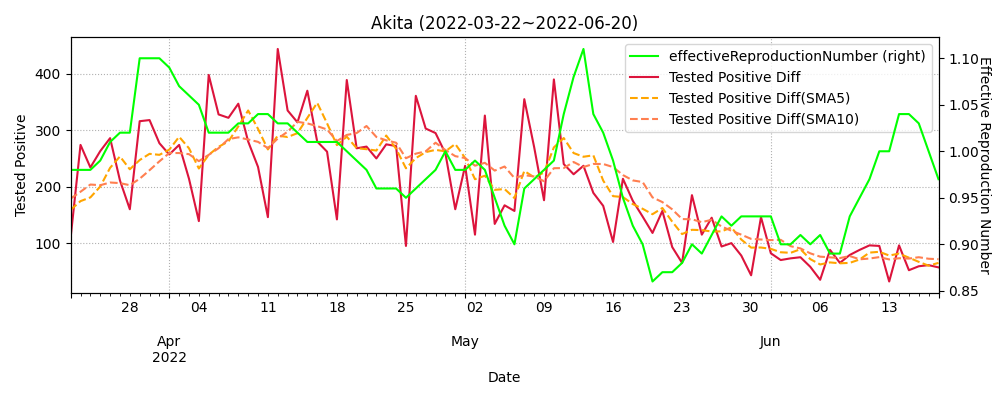 Akita (2022-03-22~2022-06-20)
effectiveReproductionNumber (right)
Tested Positive Diff
Tested Positive Diff(SMA5)
Tested Positive Diff(SMA10)
Tested Positive
400
300
200
100
1.10
1.05
1.00
0.95
0.90
0.85
Effective Reproduction Number
28 04 11 18 25 02 09 16 23 30 06 13
Apr May Jun
2022
Date